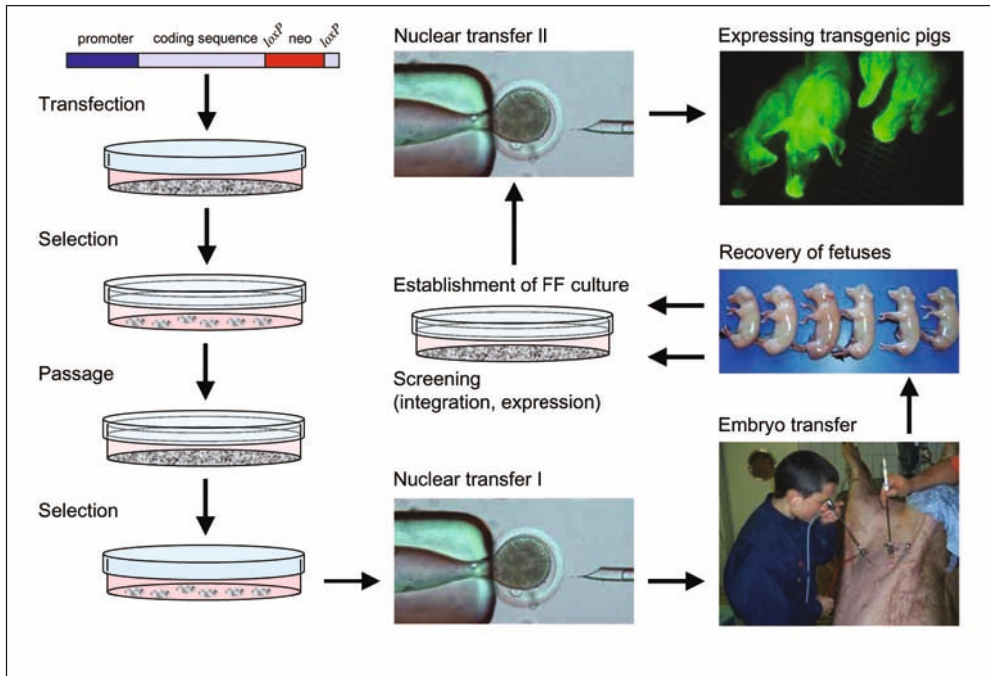 promoter coding sequence loxP neo loxP
Transfection
Selection
Passage
Selection
Nuclear transfer I
Embryo transfer
Recovery of fetuses
Establishment of FF culture
Screening
(integration, expression)
Nuclear transfer II
Expressing transgenic pigs